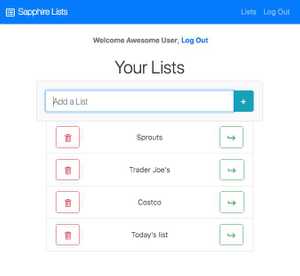 Sapphire Lists
Lists Log Out
Welcome Awesome User, Log Out
Your Lists
Add a List
+
Sprouts
Trader Joe's
Costco
Today's list